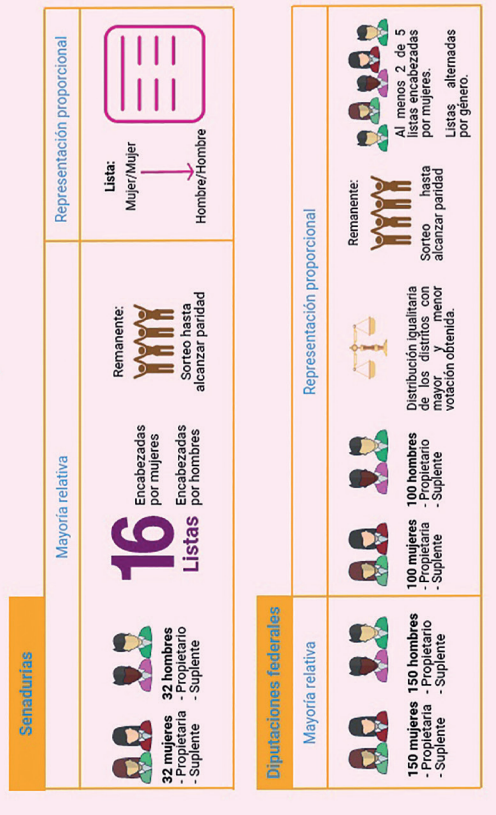 Senadurías
Mayoría relativa
Representación proporcional
32 mujeres
- Propietaria
- Suplente
32 hombres
- Propietario
- Suplente
16
Listas
Encabezadas
por mujeres
Encabezadas
por hombres
Remanente:
Sorteo hasta
alcanzar paridad
Lista:
Mujer/Mujer
Hombre/Hombre
Diputaciones federales
Mayoría relativa
Representación proporcional
150 mujeres
- Propietaria
- Suplente
150 hombres
- Propietario
- Suplente
100 mujeres
- Propietaria
- Suplente
100 hombres
- Propietario
- Suplente
Distribución igualitaria
de los distritos con
mayor y menor
votación obtenida.
Remanente:
Sorteo hasta
alcanzar paridad
Al menos 2 de 5
listas encabezadas
por mujeres.
Listas alternadas
por género.